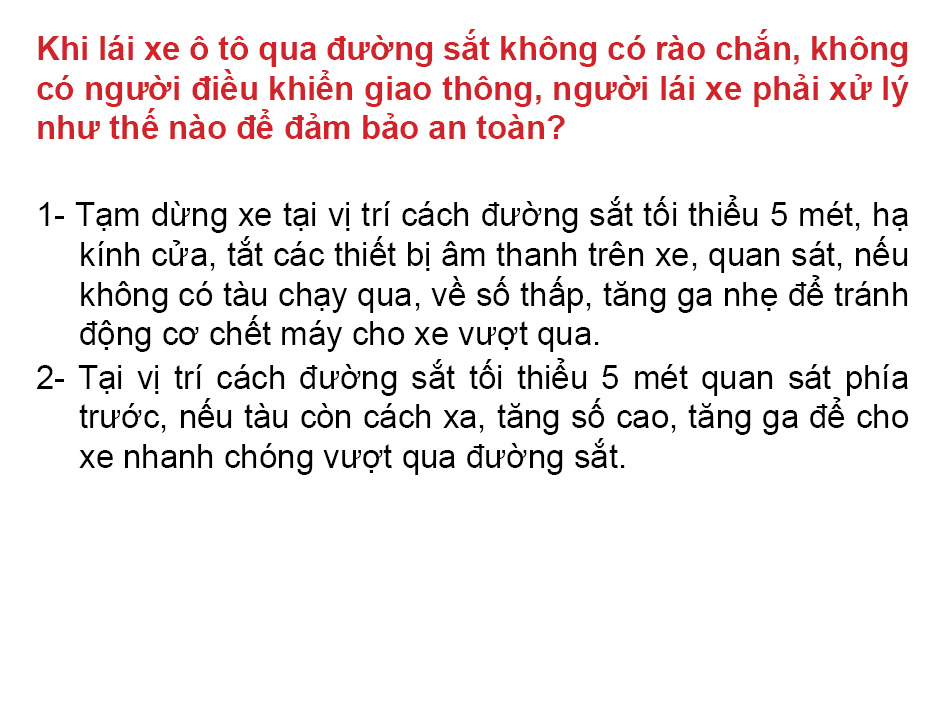 Khi lái xe ô tô qua đường sắt không có rào chắn, không
có người điều khiển giao thông, người lái xe phải xử lý
như thế nào để đảm bảo an toàn?
1- Tạm dừng xe tại vị trí cách đường sắt tối thiểu 5 mét, hạ
kính cửa, tắt các thiết bị âm thanh trên xe, quan sát, nếu
không có tàu chạy qua, về số thấp, tăng ga nhẹ để tránh
động cơ chết máy cho xe vượt qua.
2- Tại vị trí cách đường sắt tối thiểu 5 mét quan sát phía
trước, nếu tàu còn cách xa, tăng số cao, tăng ga để cho
xe nhanh chóng vượt qua đường sắt.